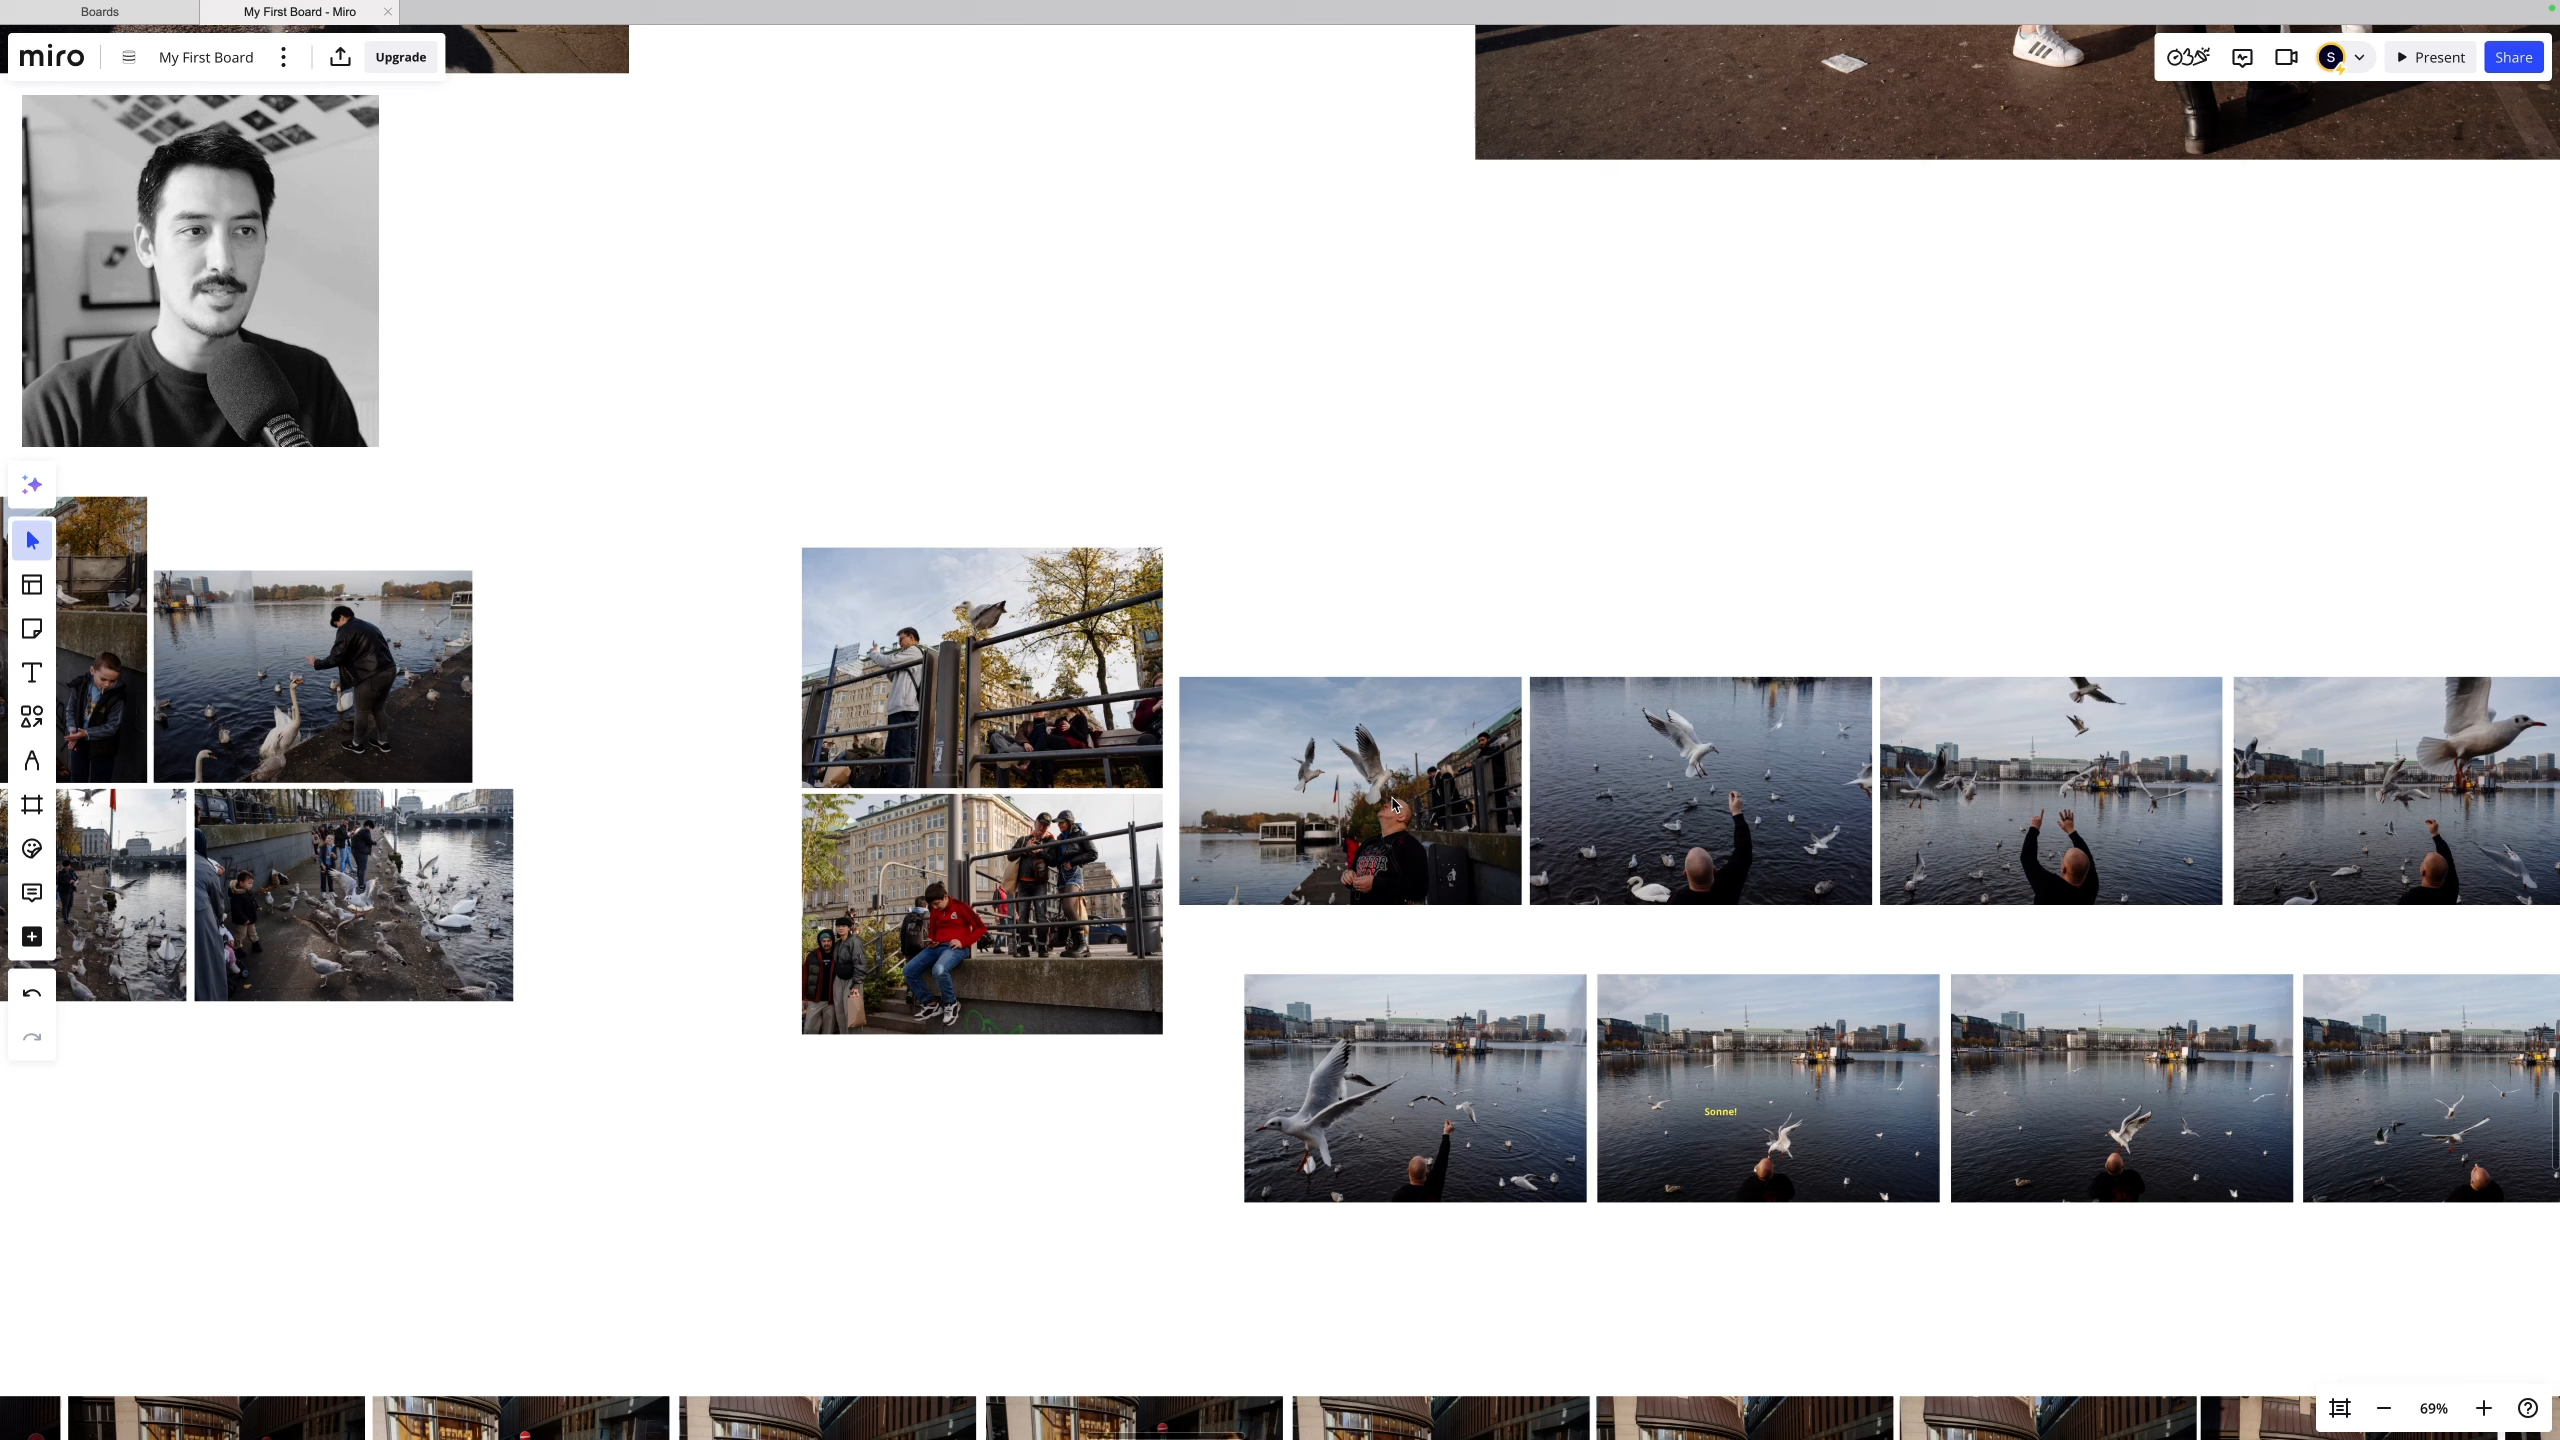 Boards
My First Board - Miro
miro
My First Board
Upgrade
S
Present
Share
Sonne!
69%